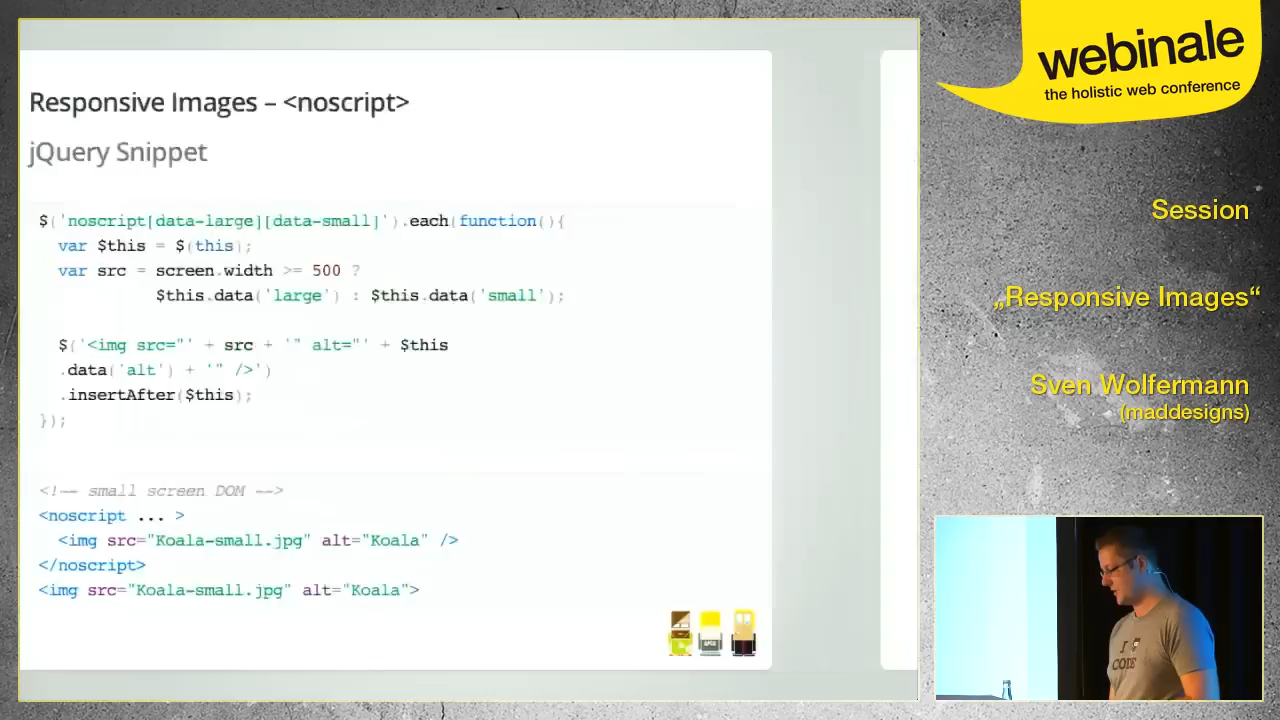 webinale
the holistic web conference
Responsive Images – <noscript>
jQuery Snippet
$('noscript[data-large][data-small]').each(function(){
var $this = $(this);
var src = screen.width >= 500 ?
$this.data('large') : $this.data('small');
$('<img src="' + src + '" alt="' + $this
.data('alt') + '" />')
.insertAfter($this);
});
<!-- small screen DOM -->
<noscript ... >
<img src="Koala-small.jpg" alt="Koala" />
</noscript>
<img src="Koala-small.jpg" alt="Koala">
Session
„Responsive Images“
Sven Wolfermann
(maddesigns)
CODE